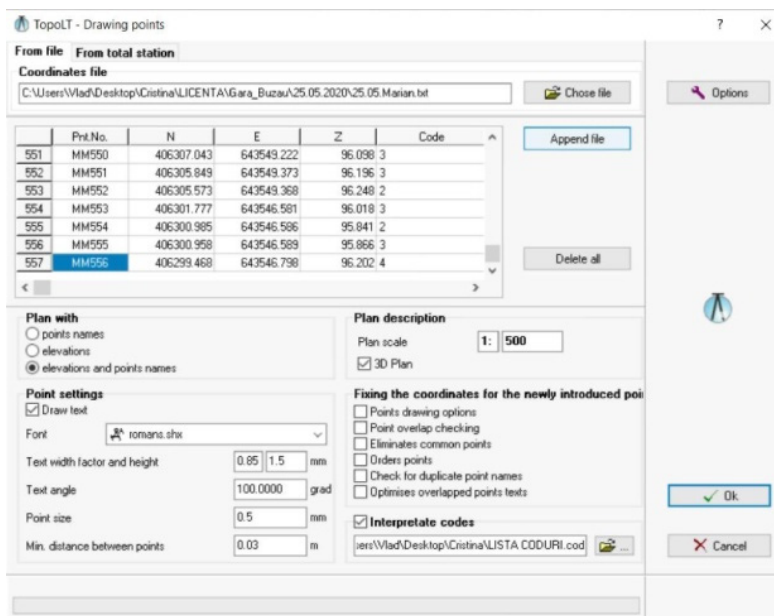 TopoLT - Drawing points
From file From total station
Coordinates file
C:\Users\Vlad\Desktop\Cristina\LICENTA\Gara_Buzau\25.05.2020\25.05.Marian.txt
Chose file
Options
Pnt.No. N E Z Code
551 MM550 406307.043 643549.222 96.098 3
552 MM551 406305.849 643549.373 96.196 3
553 MM552 406305.573 643549.368 96.248 2
554 MM553 406301.777 643546.581 96.018 3
555 MM554 406300.985 643546.586 95.841 2
556 MM555 406300.958 643546.589 95.866 3
557 MM556 406299.468 643546.798 96.202 4
Append file
Delete all
Plan with
points names
elevations
elevations and points names
Plan description
Plan scale 1: 500
3D Plan
Point settings
Draw text
Font romans.shx
Text width factor and height 0.85 1.5 mm
Text angle 100.0000 grad
Point size 0.5 mm
Min. distance between points 0.03 m
Fixing the coordinates for the newly introduced poi
Points drawing options
Point overlap checking
Eliminates common points
Orders points
Check for duplicate point names
Optimises overlapped points texts
Interpretate codes
sers\Vlad\Desktop\Cristina\LISTA CODURI.cod ...
Ok
Cancel